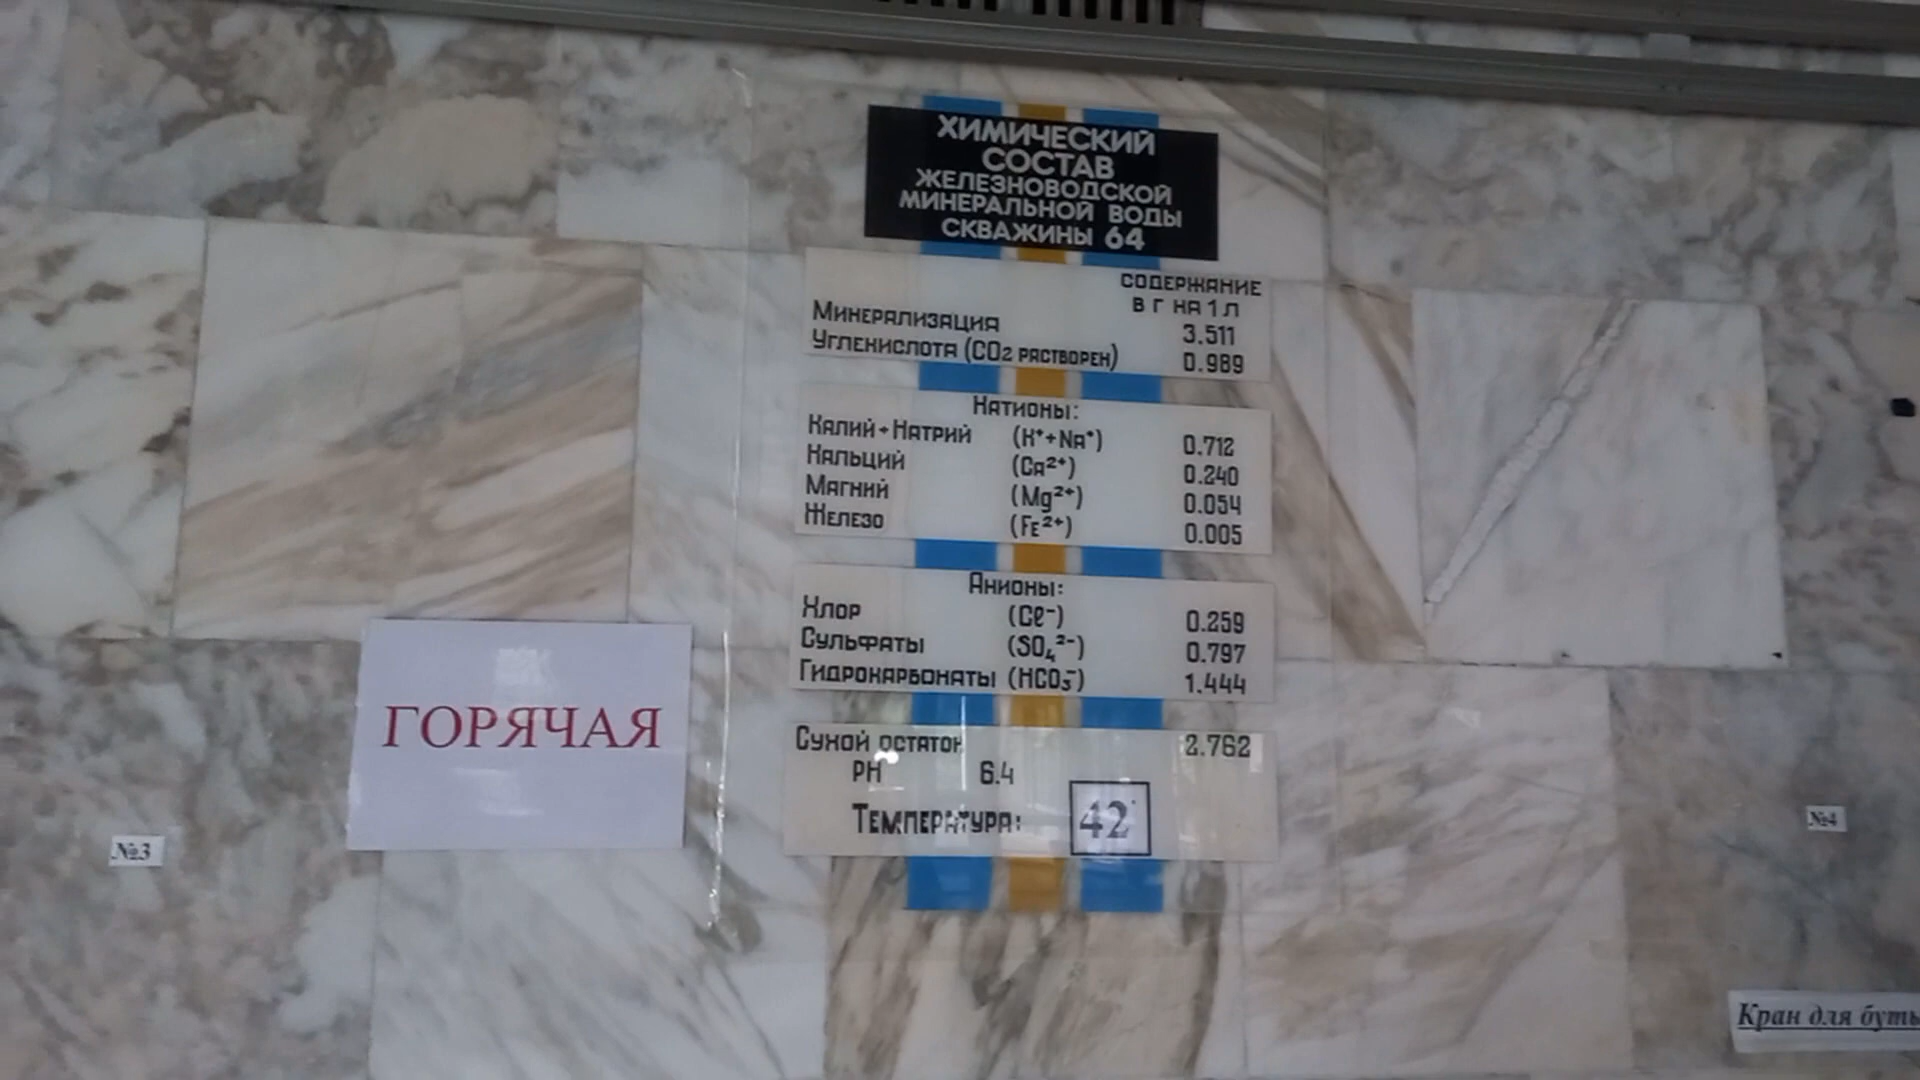 ХИМИЧЕСКИЙ
СОСТАВ
ЖЕЛЕЗНОВОДСКОЙ
МИНЕРАЛЬНОЙ ВОДЫ
СКВАЖИНЫ 64
СОДЕРЖАНИЕ
В Г НА 1 Л
Минерализация 3.511
Углекислота (CO2 растворен) 0.989
Катионы:
Калий+Натрий (K⁺+Na⁺) 0.712
Кальций (Ca²⁺) 0.240
Магний (Mg²⁺) 0.054
Железо (Fe²⁺) 0.005
Анионы:
Хлор (Cl⁻) 0.259
Сульфаты (SO₄²⁻) 0.797
Гидрокарбонаты (HCO₃⁻) 1.444
Сухой остаток 2.762
PH 6.4
Температура: 42°
ГОРЯЧАЯ
№3
№4
Кран для